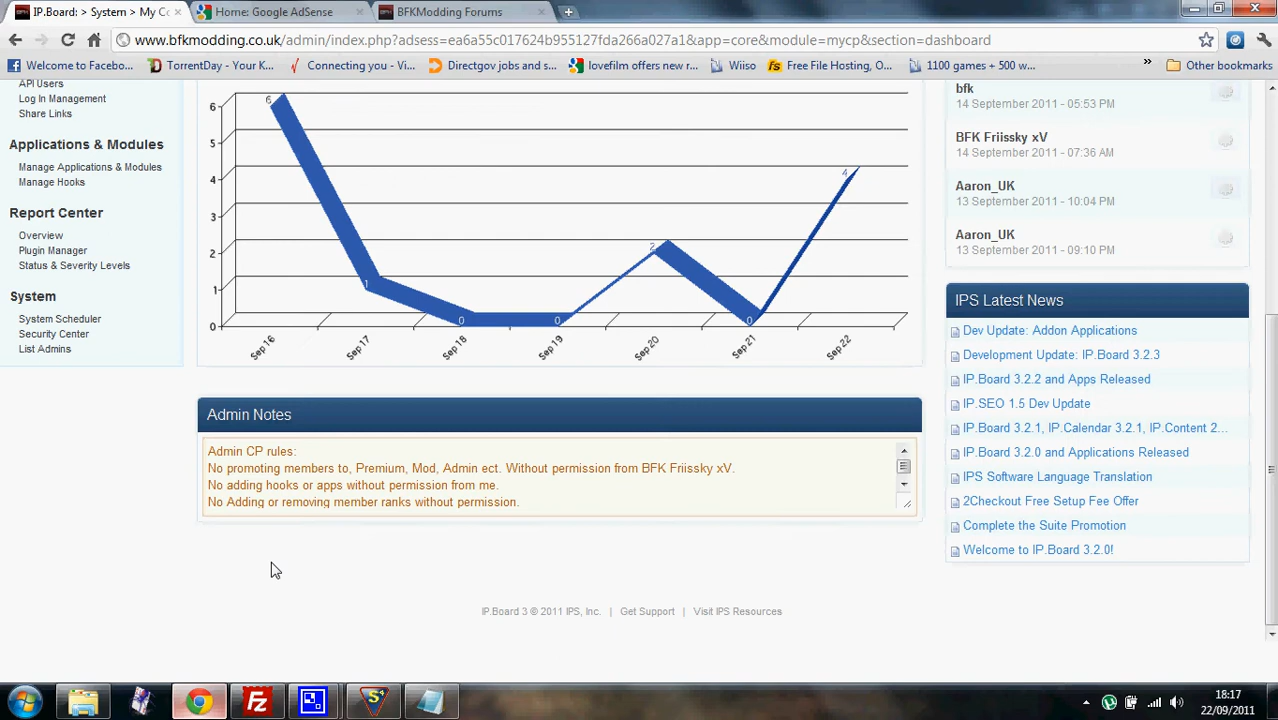 IP.Board: > System > My C
Home: Google AdSense
BFKModding Forums
www.bfkmodding.co.uk/admin/index.php?adsess=ea6a55c017624b955127fda266a027a1&app=core&module=mycp&section=dashboard
Welcome to Facebo...
TorrentDay - Your K...
Connecting you - Vi...
Directgov jobs and s...
lovefilm offers new r...
Wiiso
Free File Hosting, O...
1100 games + 500 w...
»
Other bookmarks
API Users
Log In Management
Share Links
Applications & Modules
Manage Applications & Modules
Manage Hooks
Report Center
Overview
Plugin Manager
Status & Severity Levels
System
System Scheduler
Security Center
List Admins
6
5
4
3
2
1
0
6
1
0
0
2
0
4
Sep 16
Sep 17
Sep 18
Sep 19
Sep 20
Sep 21
Sep 22
Admin Notes
Admin CP rules:
No promoting members to, Premium, Mod, Admin ect. Without permission from BFK Friissky xV.
No adding hooks or apps without permission from me.
No Adding or removing member ranks without permission.
bfk
14 September 2011 - 05:53 PM
BFK Friissky xV
14 September 2011 - 07:36 AM
Aaron_UK
13 September 2011 - 10:04 PM
Aaron_UK
13 September 2011 - 09:10 PM
IPS Latest News
Dev Update: Addon Applications
Development Update: IP.Board 3.2.3
IP.Board 3.2.2 and Apps Released
IP.SEO 1.5 Dev Update
IP.Board 3.2.1, IP.Calendar 3.2.1, IP.Content 2...
IP.Board 3.2.0 and Applications Released
IPS Software Language Translation
2Checkout Free Setup Fee Offer
Complete the Suite Promotion
Welcome to IP.Board 3.2.0!
IP.Board 3 © 2011 IPS, Inc. | Get Support | Visit IPS Resources
18:17
22/09/2011